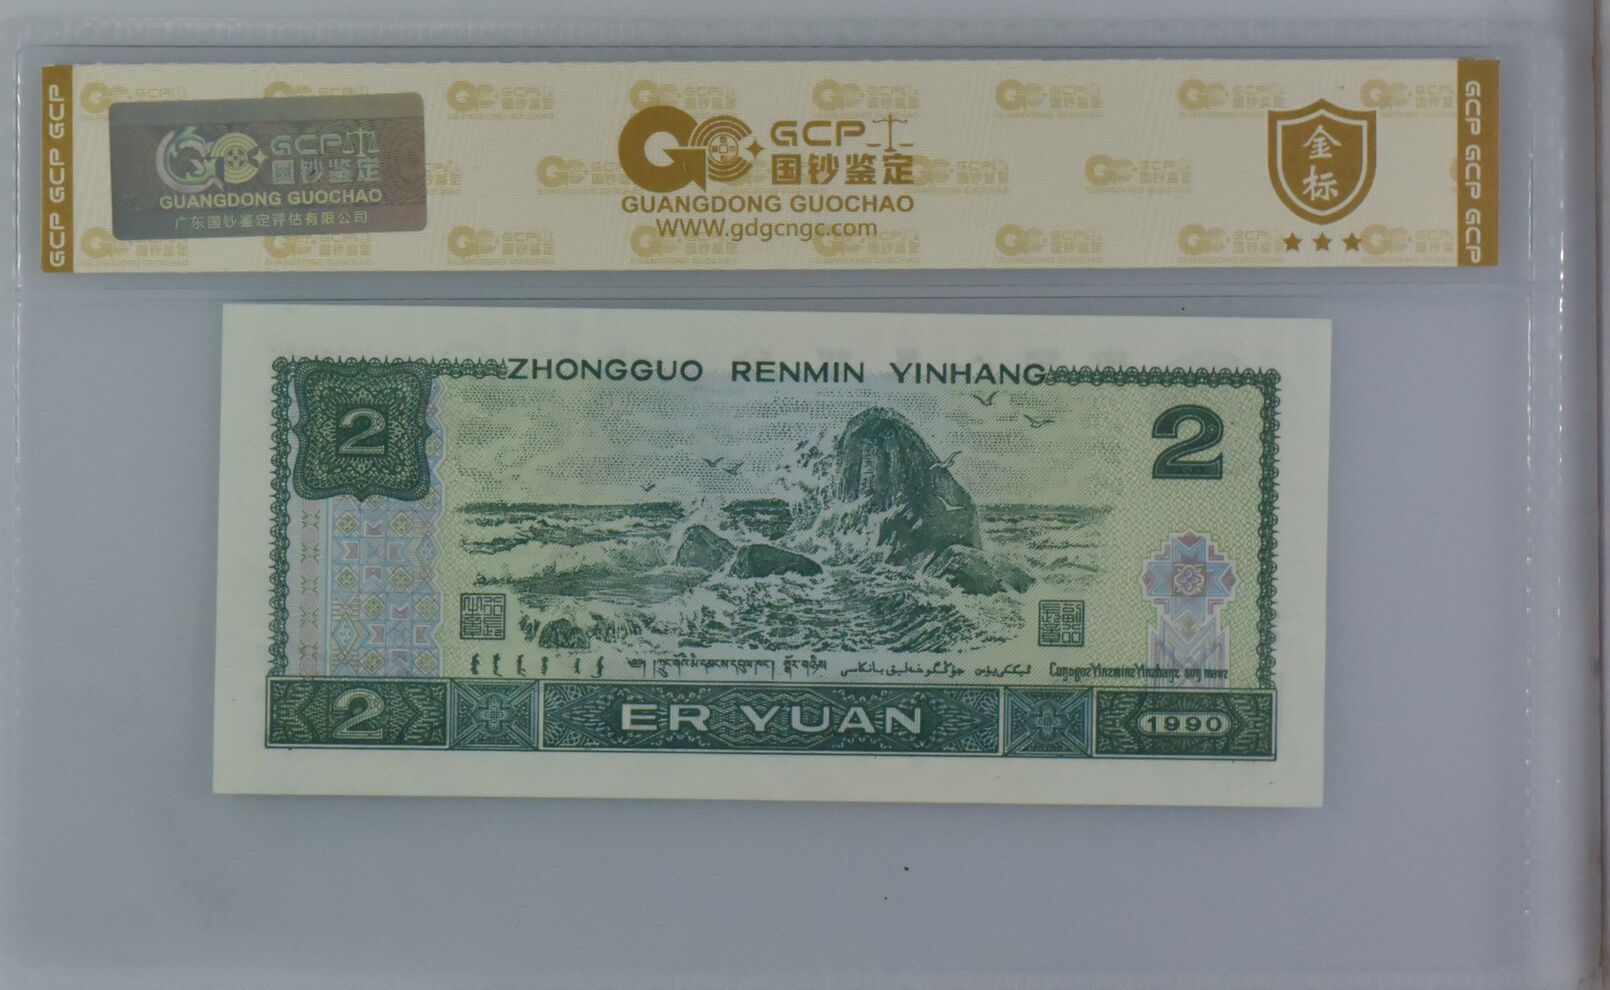 GCP GCP GCP
GCP 国钞鉴定
GUANGDONG GUOCHAO
广东国钞鉴定评估有限公司
GCP
国钞鉴定
GUANGDONG GUOCHAO
WWW.gdgcngc.com
金标
GCP GCP GCP
ZHONGGUO RENMIN YINHANG
2
2
2
ER YUAN
1990